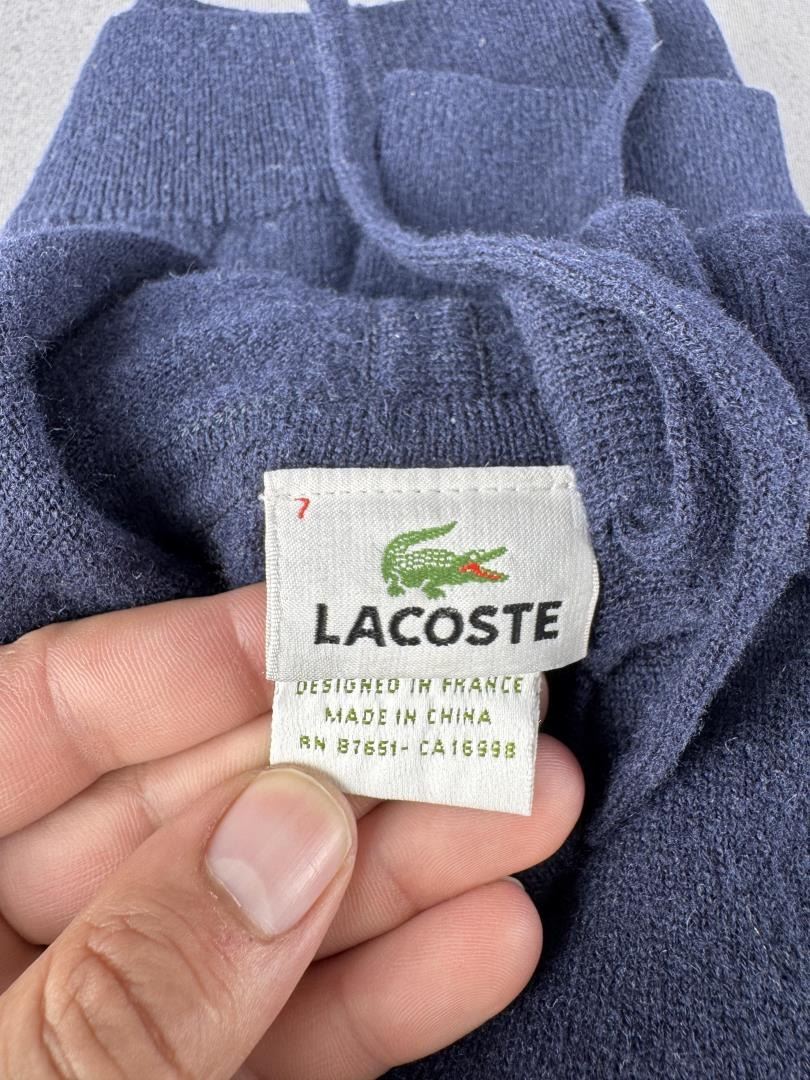 7
LACOSTE
DESIGNED IN FRANCE
MADE IN CHINA
RN 87651- CA16998